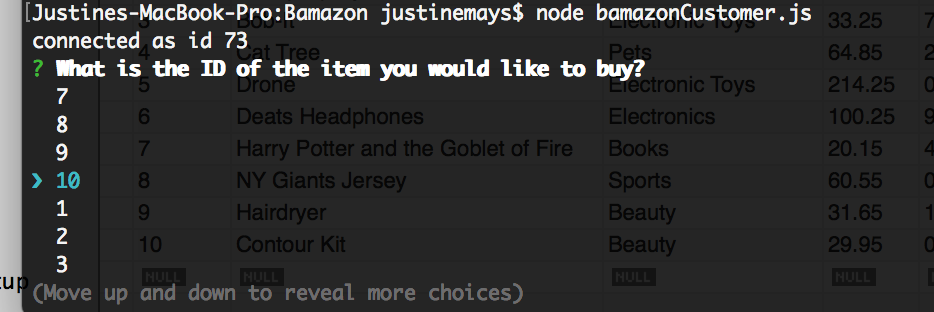 [Justines-MacBook-Pro:Bamazon justinemays$ node bamazonCustomer.js
connected as id 73
? What is the ID of the item you would like to buy?
7
8
9
❯ 10
1
2
3
(Move up and down to reveal more choices)
Bop-It Electronic Toys 33.25 7
4 Cat Tree Pets 64.85 2
5 Drone Electronic Toys 214.25 0
6 Deats Headphones Electronics 100.25 9
7 Harry Potter and the Goblet of Fire Books 20.15 4
8 NY Giants Jersey Sports 60.55 0
9 Hairdryer Beauty 31.65 1
10 Contour Kit Beauty 29.95 0
NULL NULL NULL NULL
tup